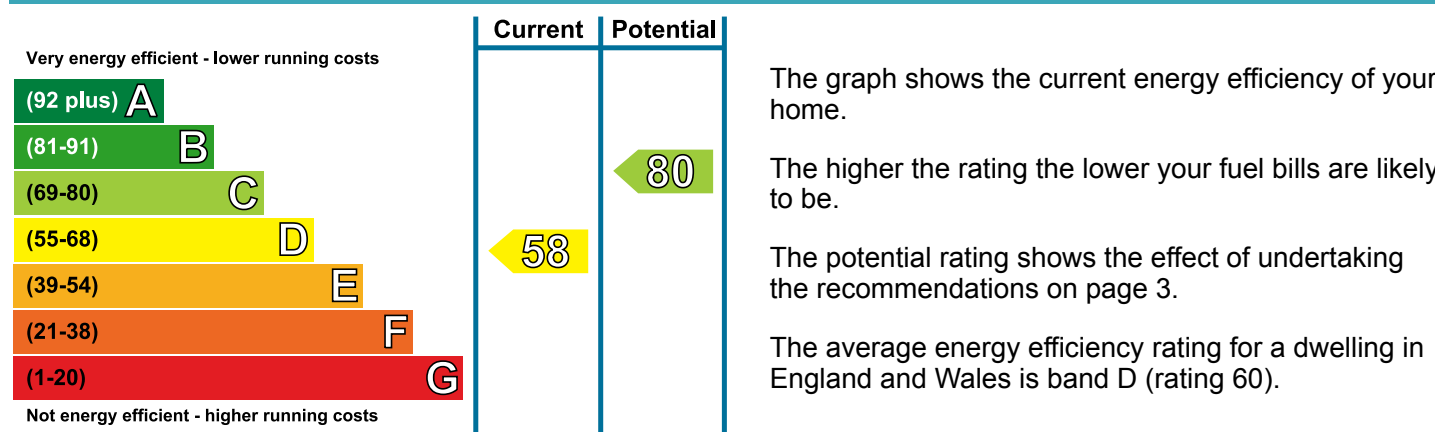 Current Potential
Very energy efficient - lower running costs
(92 plus) A
(81-91) B
(69-80) C
(55-68) D
(39-54) E
(21-38) F
(1-20) G
Not energy efficient - higher running costs
80
58
The graph shows the current energy efficiency of your
home.
The higher the rating the lower your fuel bills are likely
to be.
The potential rating shows the effect of undertaking
the recommendations on page 3.
The average energy efficiency rating for a dwelling in
England and Wales is band D (rating 60).